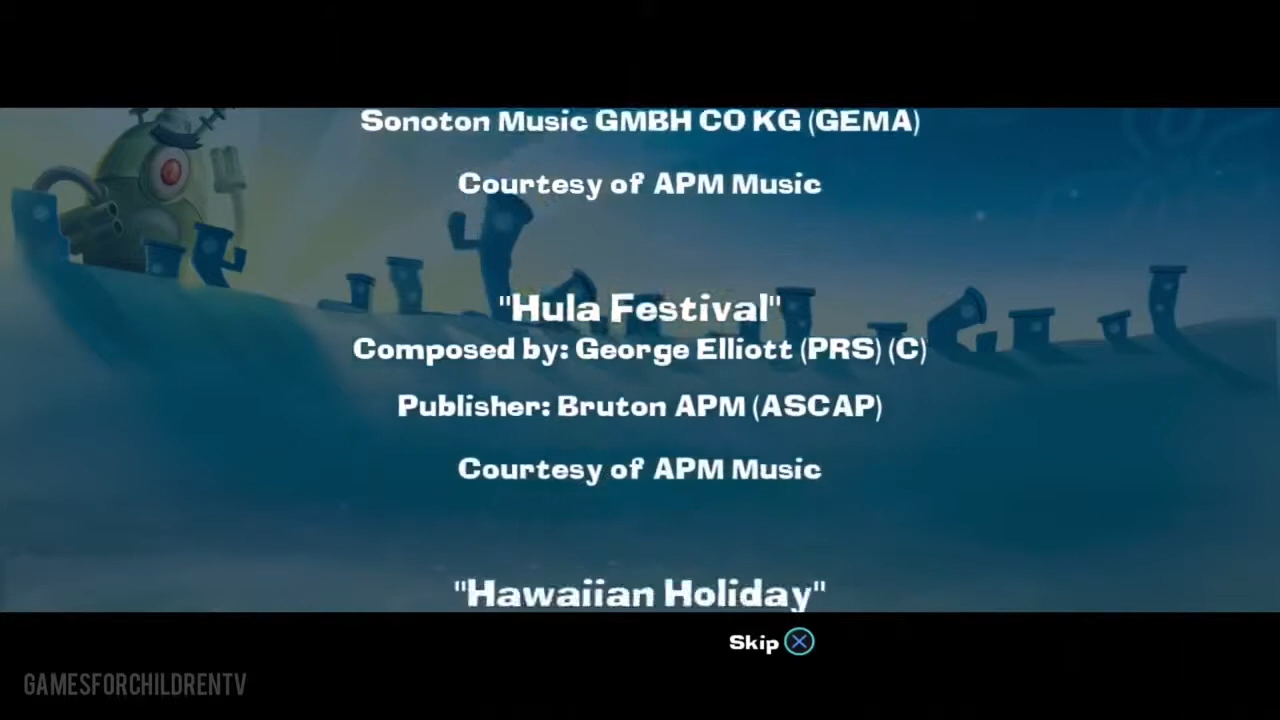 Sonoton Music GMBH CO KG (GEMA)
Courtesy of APM Music
"Hula Festival"
Composed by: George Elliott (PRS) (C)
Publisher: Bruton APM (ASCAP)
Courtesy of APM Music
"Hawaiian Holiday"
Skip
GAMESFORCHILDRENTV